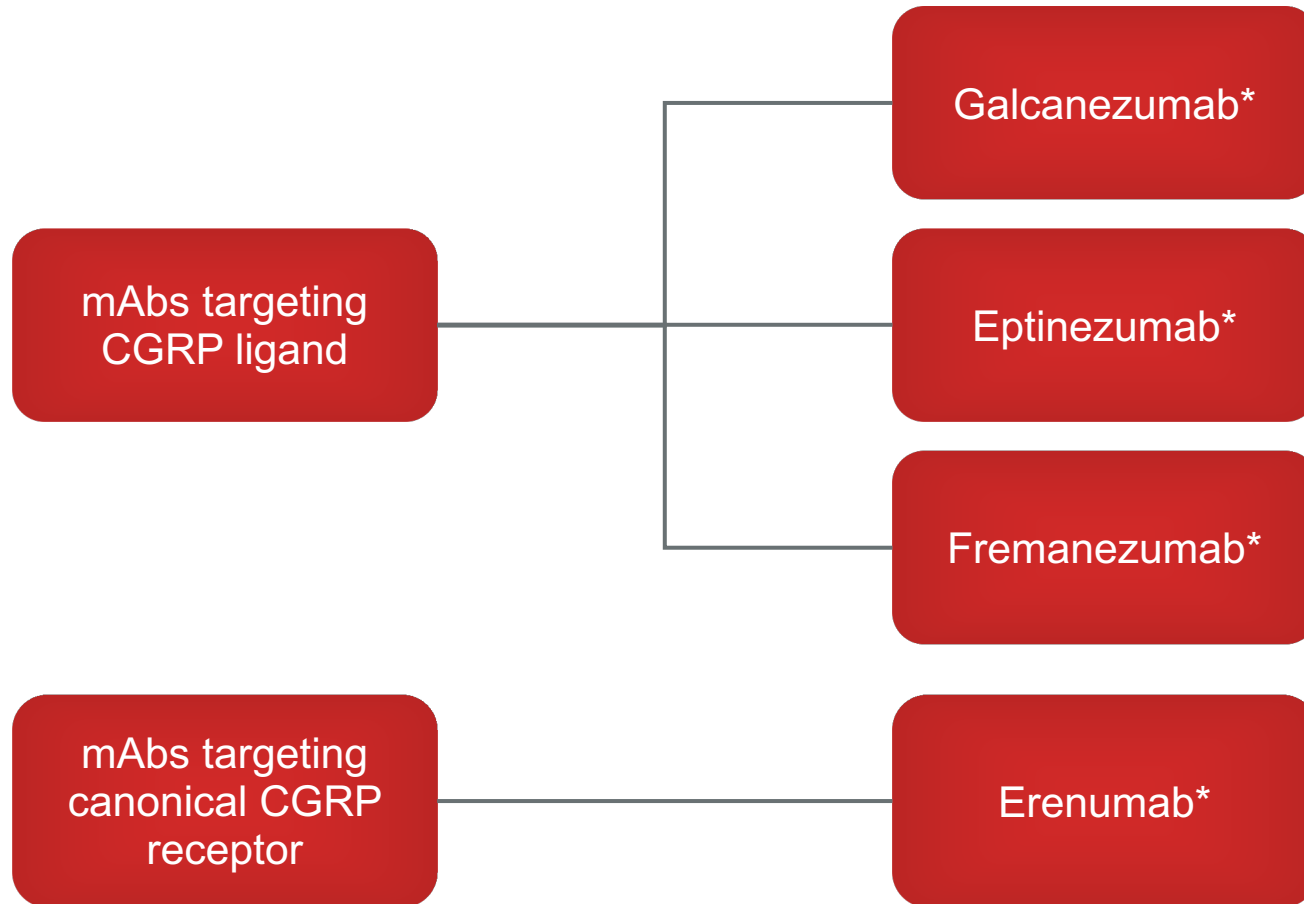 Galcanezumab*
mAbs targeting
CGRP ligand
Eptinezumab*
Fremanezumab*
mAbs targeting
canonical CGRP
receptor
Erenumab*